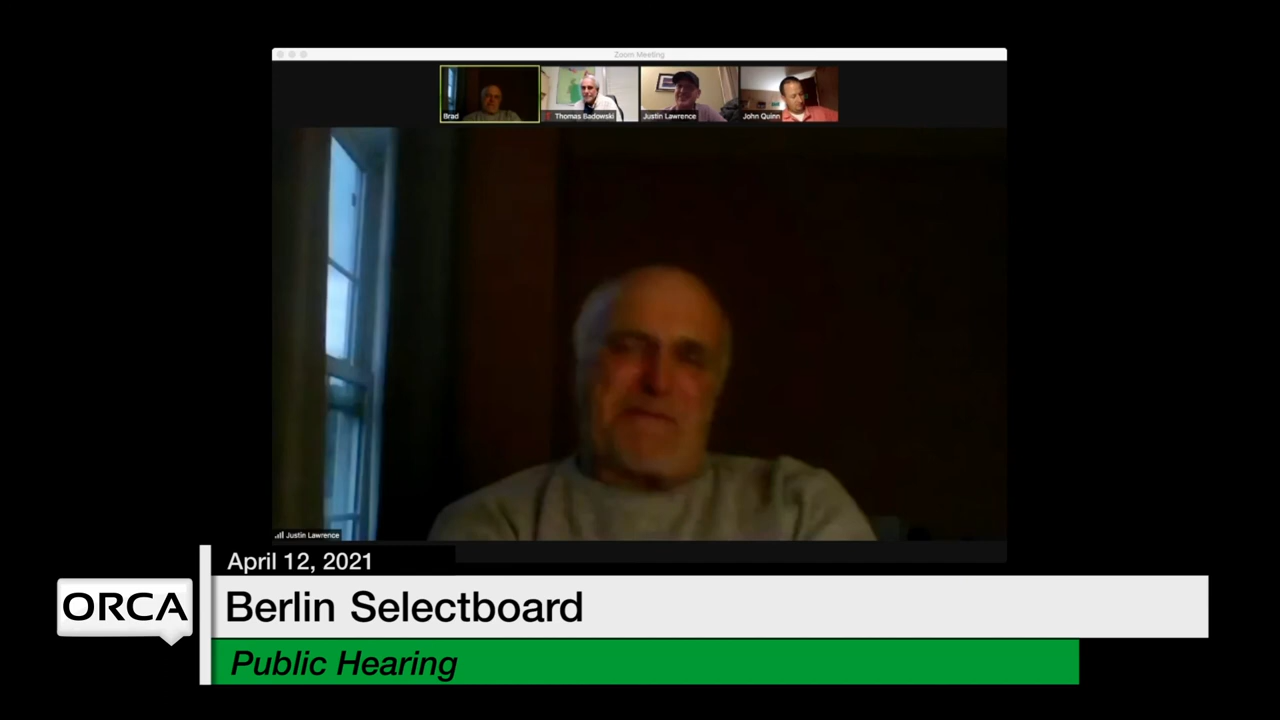 Zoom Meeting
Brad
Thomas Badowski
Justin Lawrence
John Quinn
Justin Lawrence
April 12, 2021
ORCA
Berlin Selectboard
Public Hearing